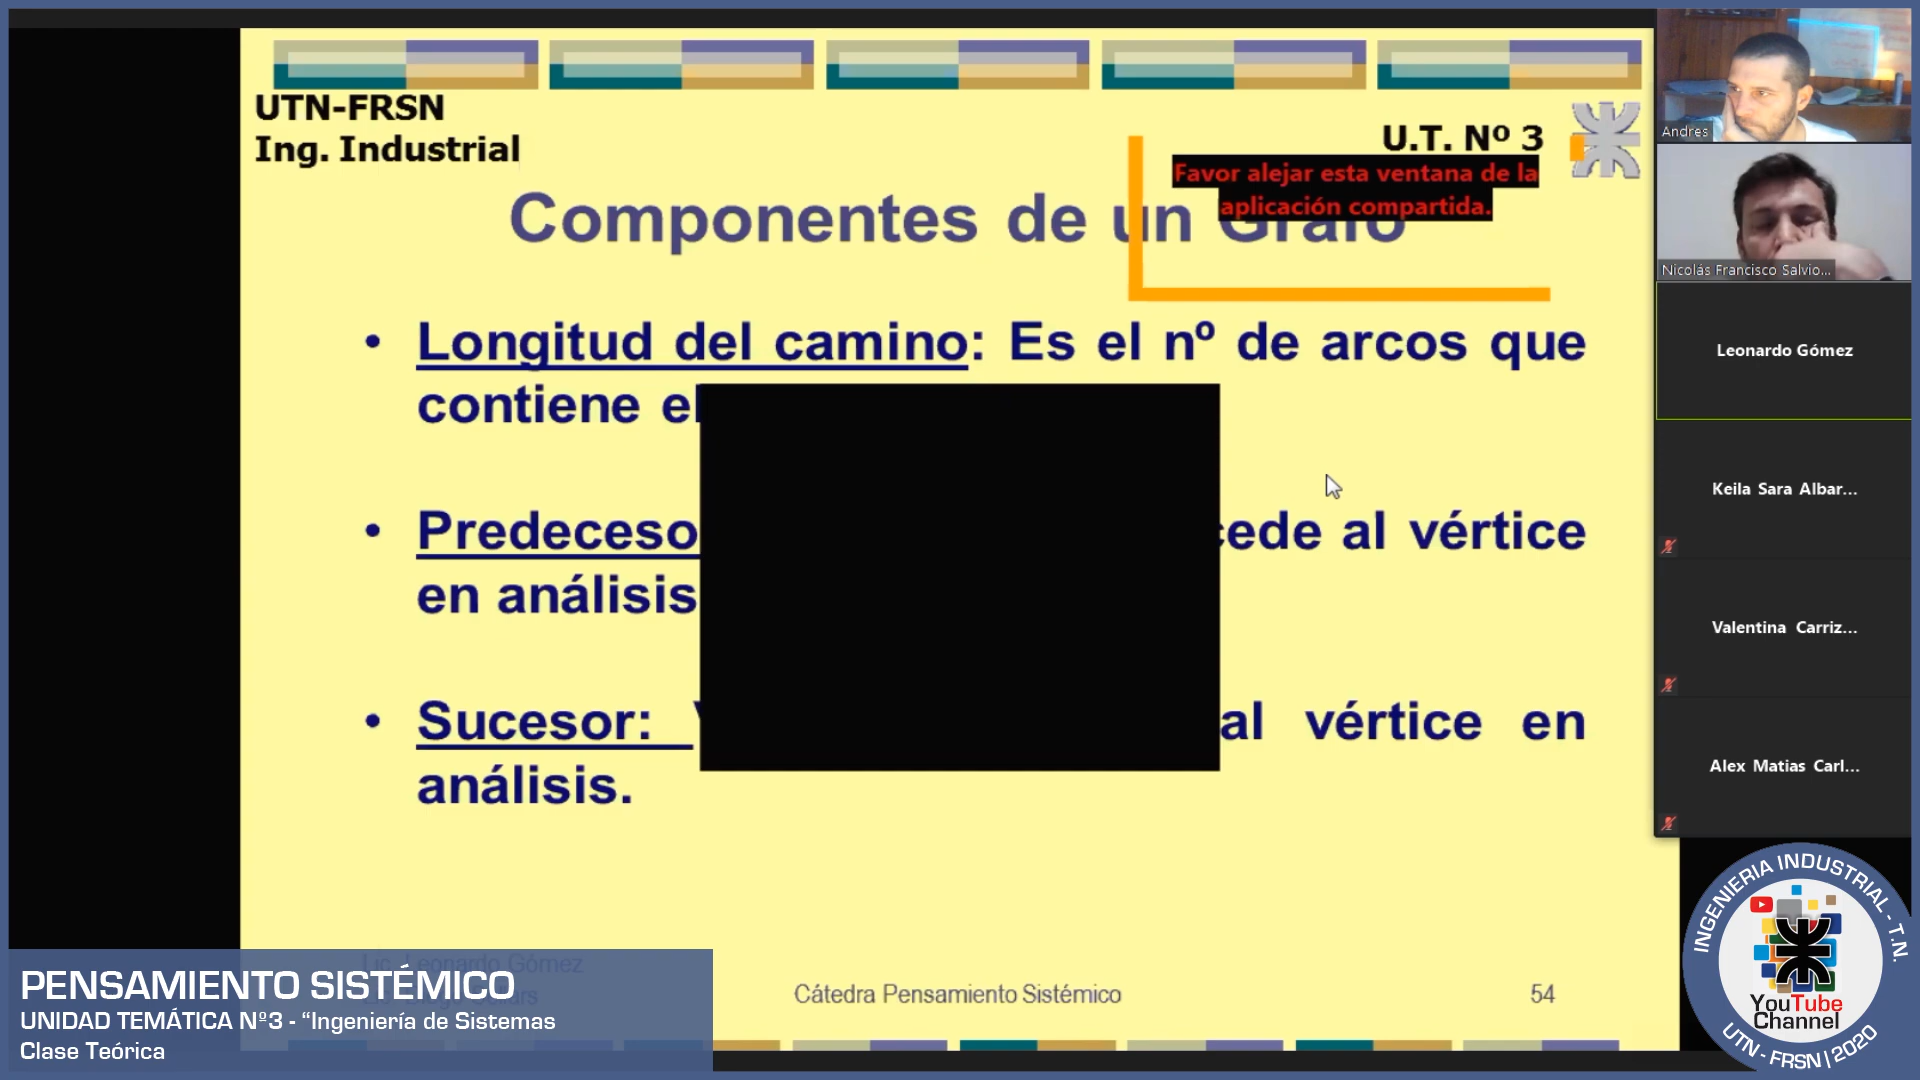 UTN-FRSN
Ing. Industrial
U.T. Nº 3
Favor alejar esta ventana de la
aplicación compartida.
Componentes de un Grafo
• Longitud del camino: Es el nº de arcos que
contiene el
• al vértice
en análisis
• Sucesor: al vértice en
análisis.
Lic. Leonardo Gómez
Cátedra Pensamiento Sistémico
54
PENSAMIENTO SISTÉMICO
UNIDAD TEMÁTICA Nº3 - “Ingeniería de Sistemas
Clase Teórica
Andres
Nicolás Francisco Salvio...
Leonardo Gómez
Keila Sara Albar...
Valentina Carriz...
Alex Matias Carl...
INGENIERIA INDUSTRIAL - T.N.
YouTube
Channel
UTN - FRSN | 2020